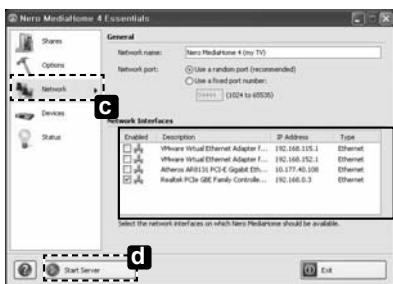 Nero MediaHome 4 Essentials
Shares
Options
Network
c
Devices
Status
General
Network name: Nero MediaHome 4 (my TV)
Network port: Use a random port (recommended)
Use a fixed port number:
(1024 to 65535)
Network Interfaces
Enabled Description IP Address Type
VMware Virtual Ethernet Adapter f... 192.168.115.1 Ethernet
VMware Virtual Ethernet Adapter f... 192.168.152.1 Ethernet
Atheros AR8131 PCI-E Gigabit Eth... 10.177.40.108 Ethernet
Realtek PCIe GBE Family Controlle... 192.168.0.3 Ethernet
Select the network interfaces on which Nero MediaHome should be available.
d
Start Server
Exit